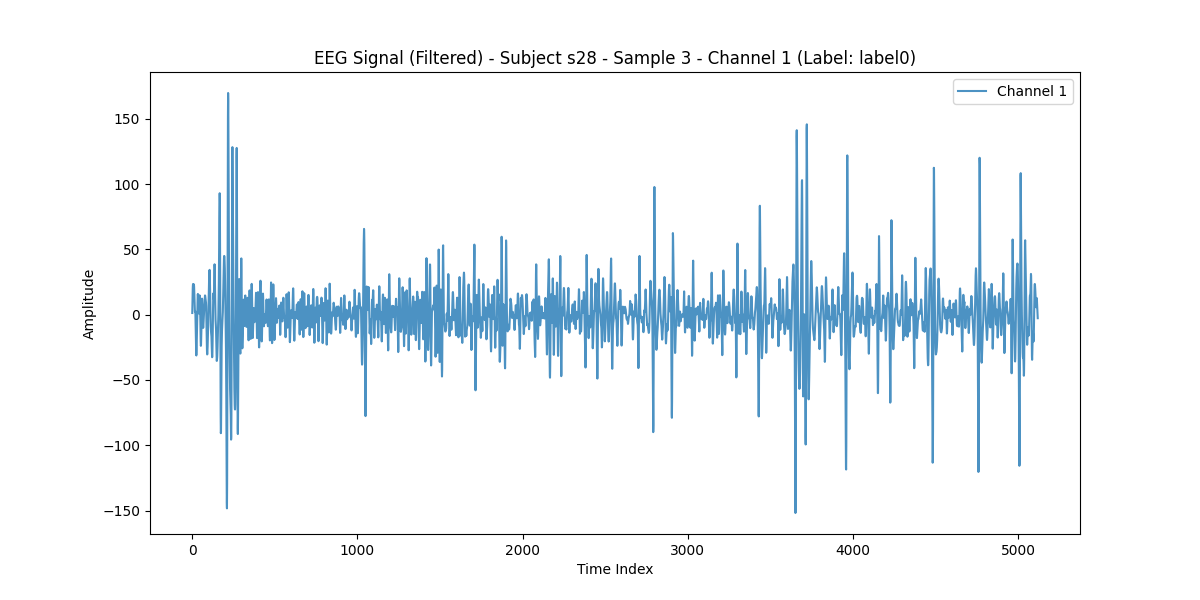 EEG Signal (Filtered) - Subject s28 - Sample 3 - Channel 1 (Label: label0)
Channel 1
150
100
50
0
−50
−100
−150
Amplitude
0 1000 2000 3000 4000 5000
Time Index